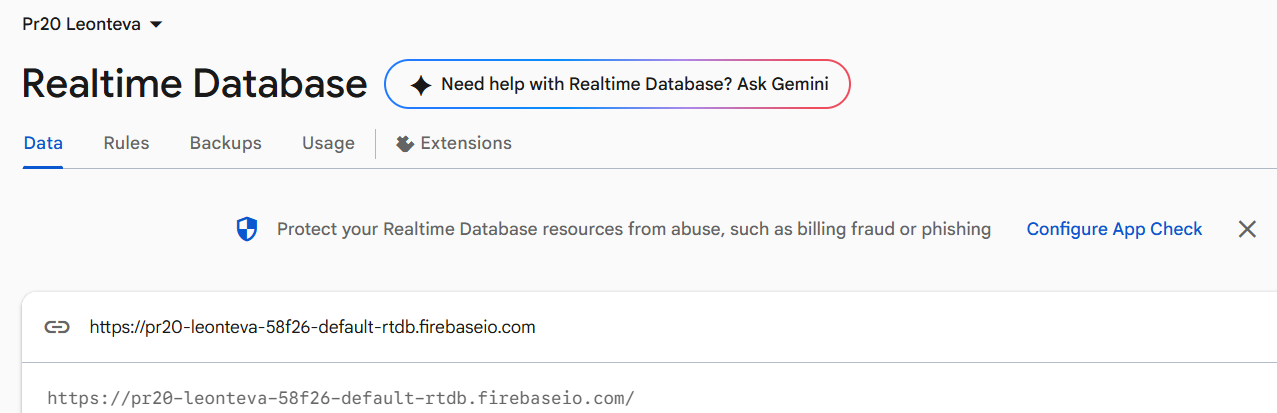 Pr20 Leonteva
Realtime Database
Need help with Realtime Database? Ask Gemini
Data Rules Backups Usage Extensions
Protect your Realtime Database resources from abuse, such as billing fraud or phishing Configure App Check
https://pr20-leonteva-58f26-default-rtdb.firebaseio.com
https://pr20-leonteva-58f26-default-rtdb.firebaseio.com/